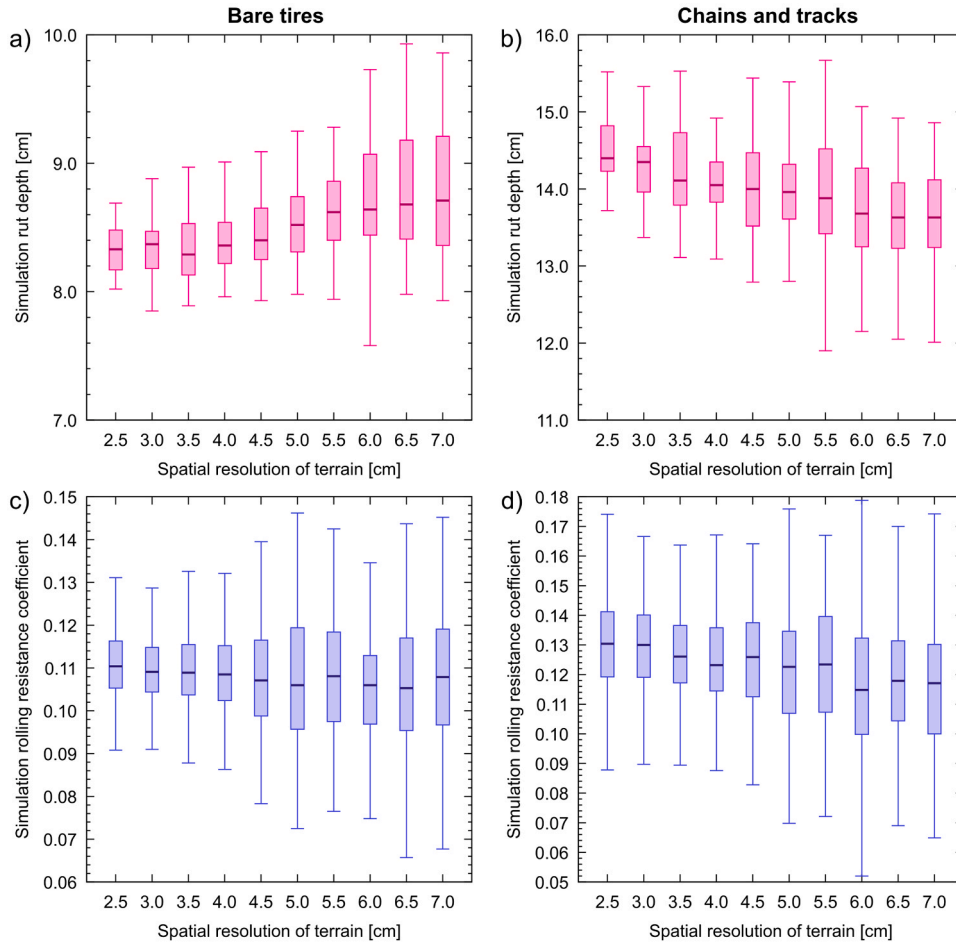 Bare tires
Chains and tracks
a)
10.0
9.0
8.0
7.0
Simulation rut depth [cm]
2.5 3.0 3.5 4.0 4.5 5.0 5.5 6.0 6.5 7.0
Spatial resolution of terrain [cm]
b)
16.0
15.0
14.0
13.0
12.0
11.0
Simulation rut depth [cm]
2.5 3.0 3.5 4.0 4.5 5.0 5.5 6.0 6.5 7.0
Spatial resolution of terrain [cm]
c)
0.15
0.14
0.13
0.12
0.11
0.10
0.09
0.08
0.07
0.06
Simulation rolling resistance coefficient
2.5 3.0 3.5 4.0 4.5 5.0 5.5 6.0 6.5 7.0
Spatial resolution of terrain [cm]
d)
0.18
0.17
0.16
0.15
0.14
0.13
0.12
0.11
0.10
0.09
0.08
0.07
0.06
0.05
Simulation rolling resistance coefficient
2.5 3.0 3.5 4.0 4.5 5.0 5.5 6.0 6.5 7.0
Spatial resolution of terrain [cm]